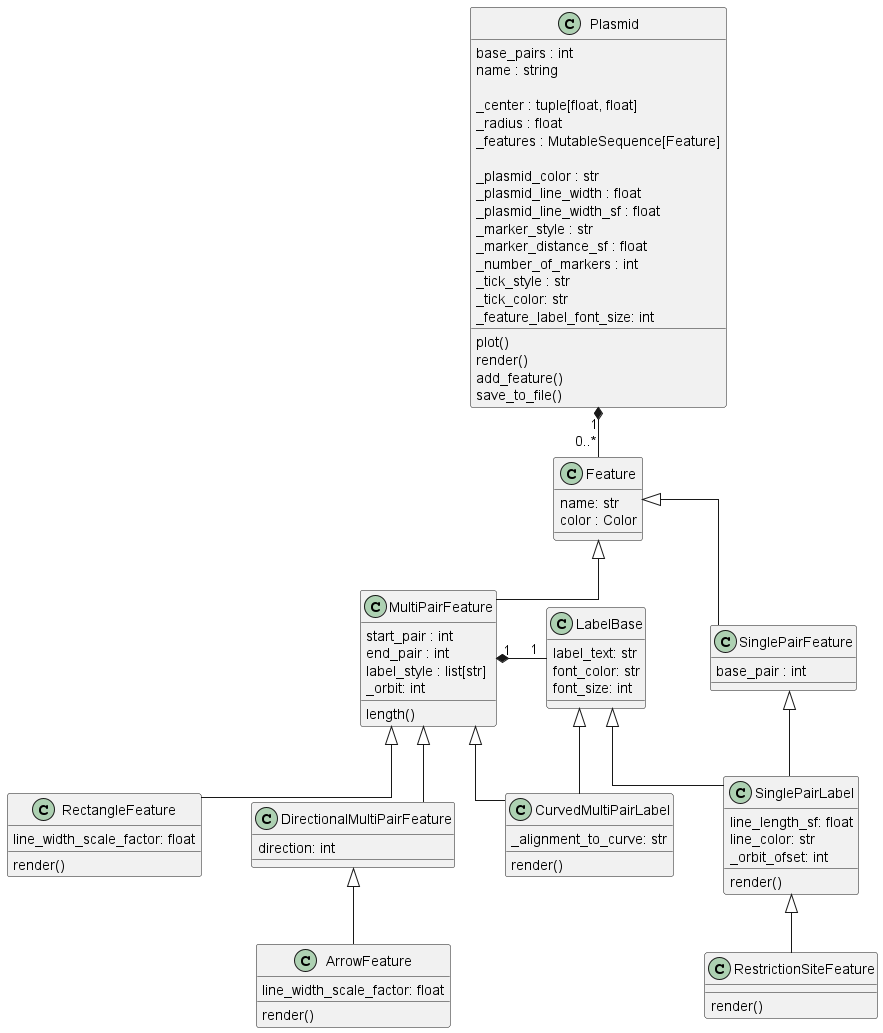 C Plasmid
base_pairs : int
name : string
_center : tuple[float, float]
_radius : float
_features : MutableSequence[Feature]
_plasmid_color : str
_plasmid_line_width : float
_plasmid_line_width_sf : float
_marker_style : str
_marker_distance_sf : float
_number_of_markers : int
_tick_style : str
_tick_color: str
_feature_label_font_size: int
plot()
render()
add_feature()
save_to_file()
1
0..*
C Feature
name: str
color : Color
C MultiPairFeature
start_pair : int
end_pair : int
label_style : list[str]
_orbit: int
length()
1 1
C LabelBase
label_text: str
font_color: str
font_size: int
C SinglePairFeature
base_pair : int
C RectangleFeature
line_width_scale_factor: float
render()
C DirectionalMultiPairFeature
direction: int
C CurvedMultiPairLabel
_alignment_to_curve: str
render()
C SinglePairLabel
line_length_sf: float
line_color: str
_orbit_ofset: int
render()
C ArrowFeature
line_width_scale_factor: float
render()
C RestrictionSiteFeature
render()